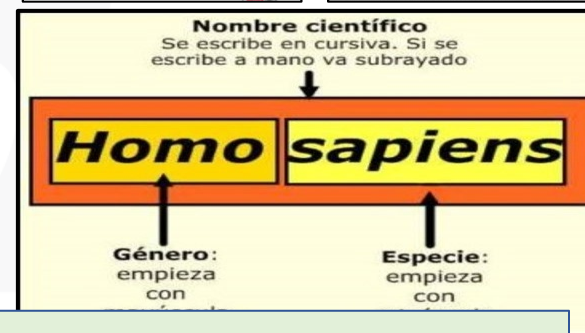 Nombre científico
Se escribe en cursiva. Si se
escribe a mano va subrayado
Homo sapiens
Género:
empieza
con
Especie:
empieza
con